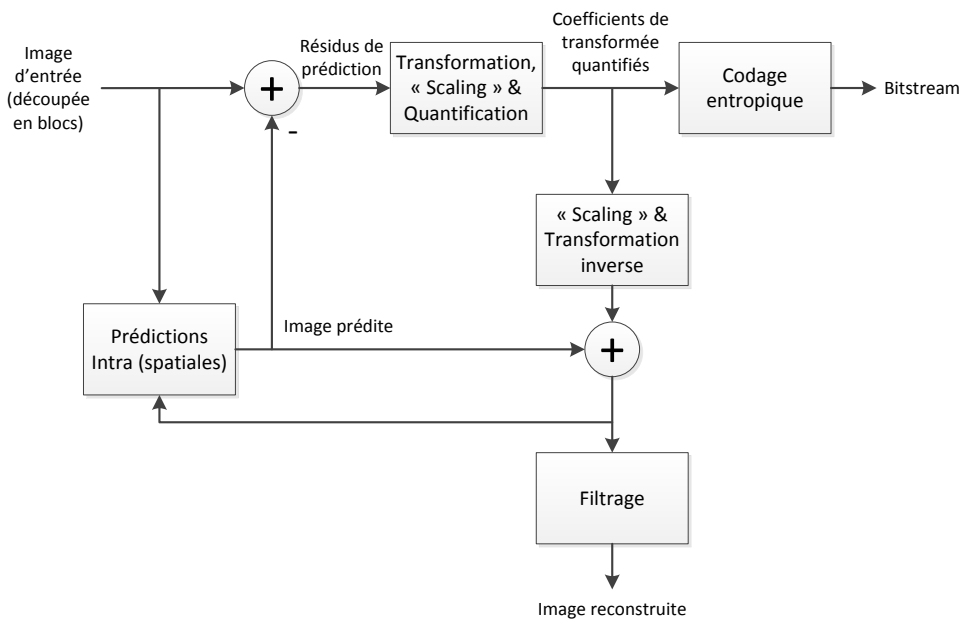 Image
d'entrée
(découpée
en blocs)
+
-
Résidus de
prédiction
Transformation,
« Scaling » &
Quantification
Coefficients de
transformée
quantifiés
Codage
entropique
Bitstream
« Scaling » &
Transformation
inverse
Prédictions
Intra (spatiales)
Image prédite
+
Filtrage
Image reconstruite